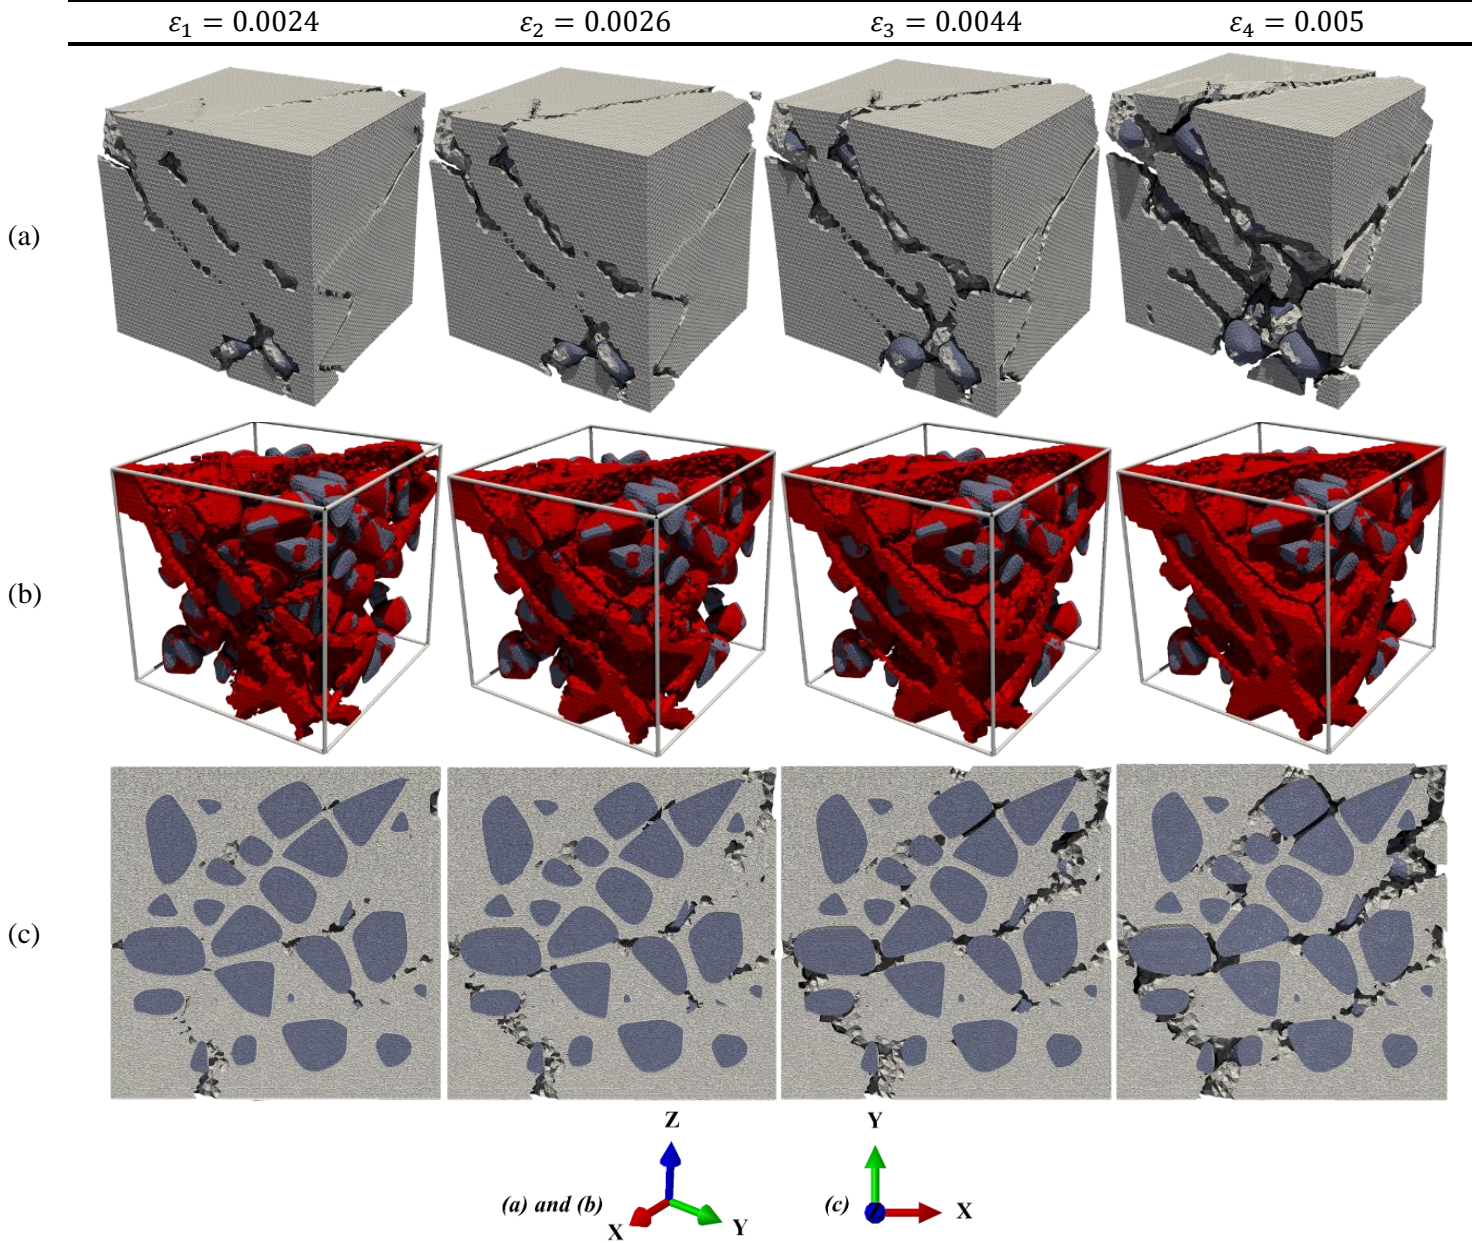 ε₁ = 0.0024 ε₂ = 0.0026 ε₃ = 0.0044 ε₄ = 0.005
(a)
(b)
(c)
Z Y
(a) and (b) X Y (c) Z X